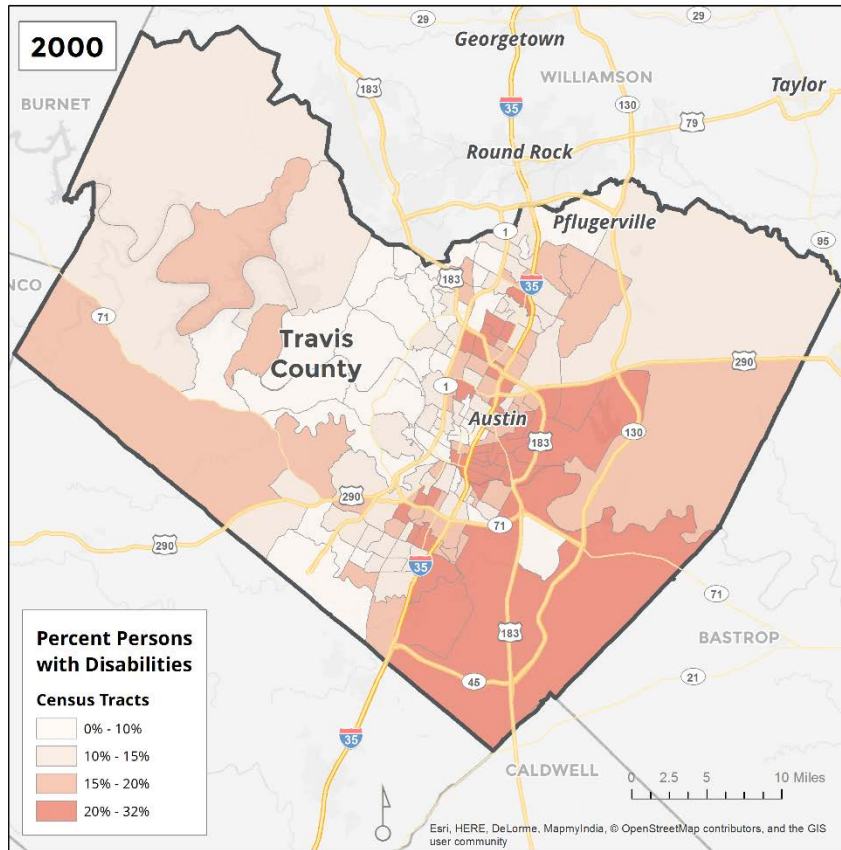 2000
29
Georgetown
29
183
WILLIAMSON
Taylor
BURNET
35
130
79
Round Rock
Pflugerville
1
95
183
35
NCO
71
Travis
County
290
1
Austin
183
130
290
71
290
35
71
183
BASTROP
45
21
35
CALDWELL
Percent Persons
with Disabilities
Census Tracts
0% - 10%
10% - 15%
15% - 20%
20% - 32%
0 2.5 5 10 Miles
Esri, HERE, DeLorme, MapmyIndia, © OpenStreetMap contributors, and the GIS
user community